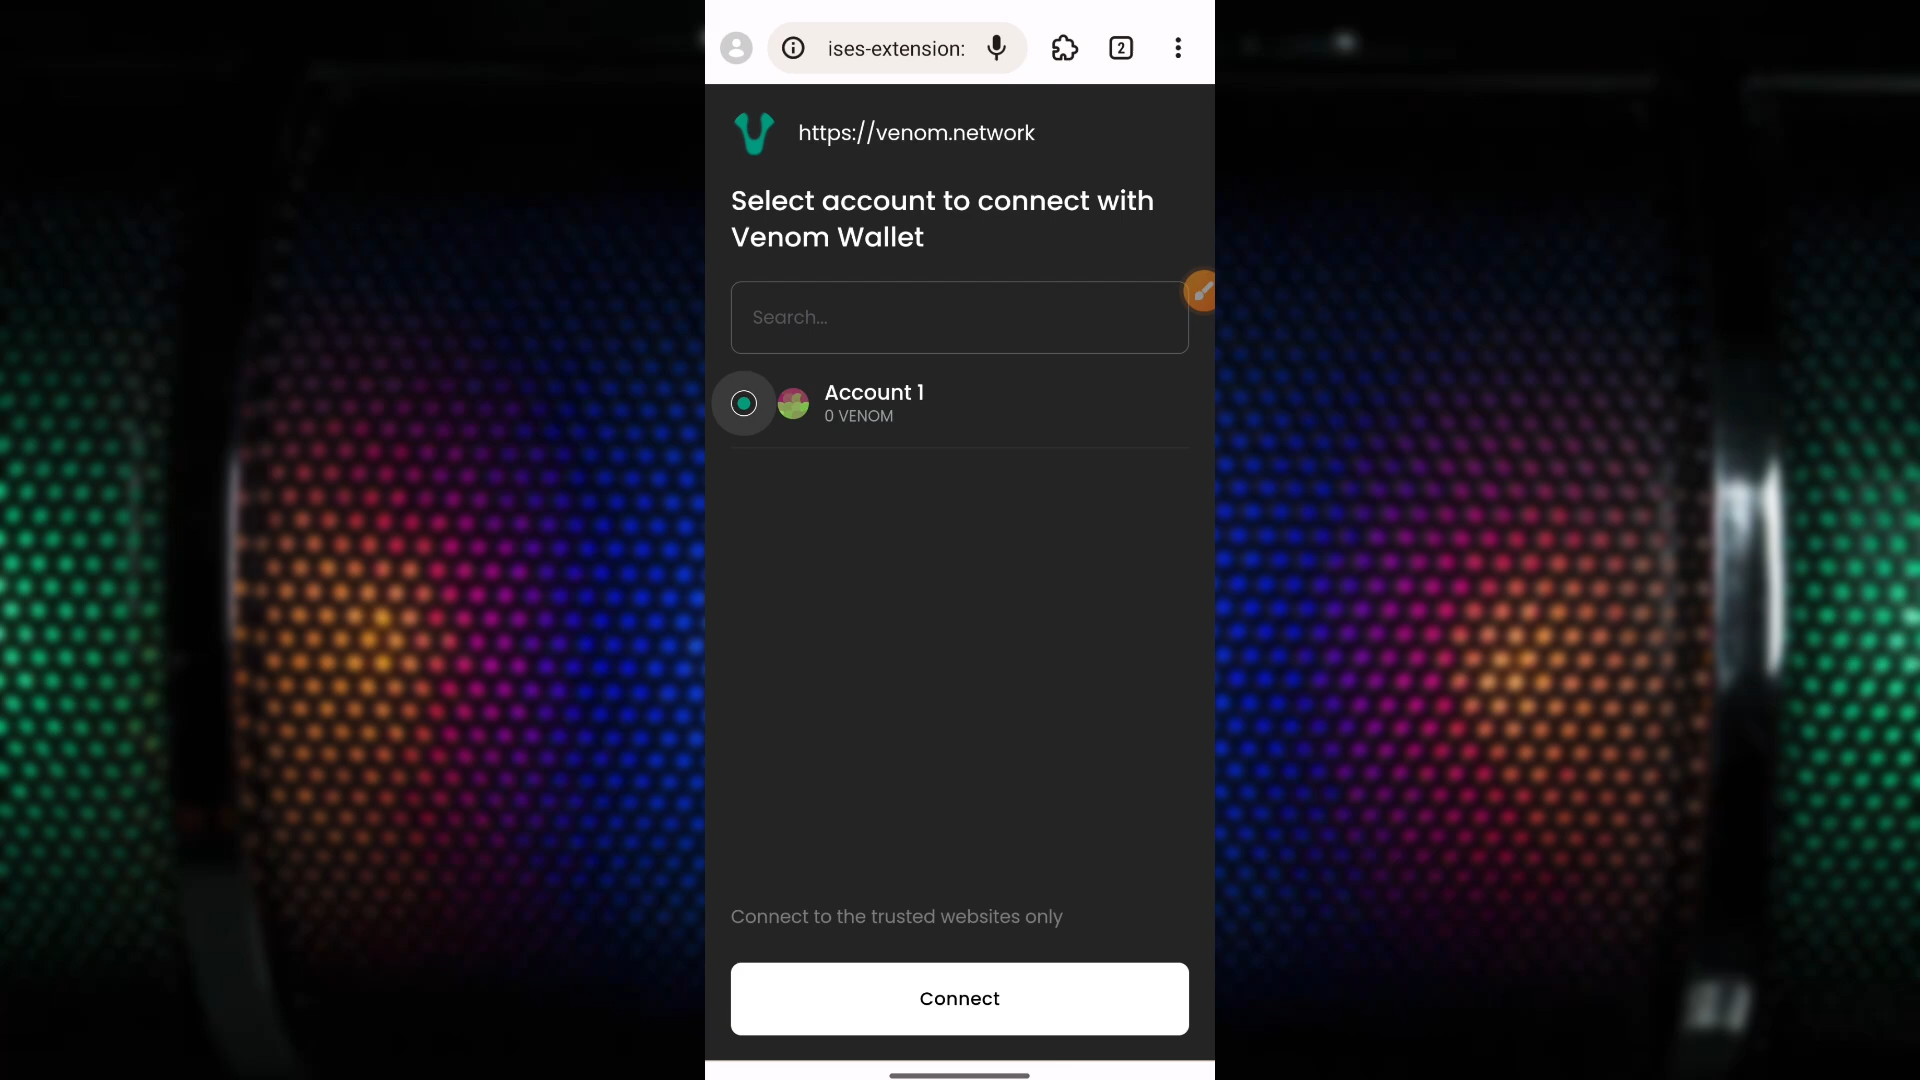 ises-extension:
2
https://venom.network
Select account to connect with
Venom Wallet
Search...
Account 1
0 VENOM
Connect to the trusted websites only
Connect